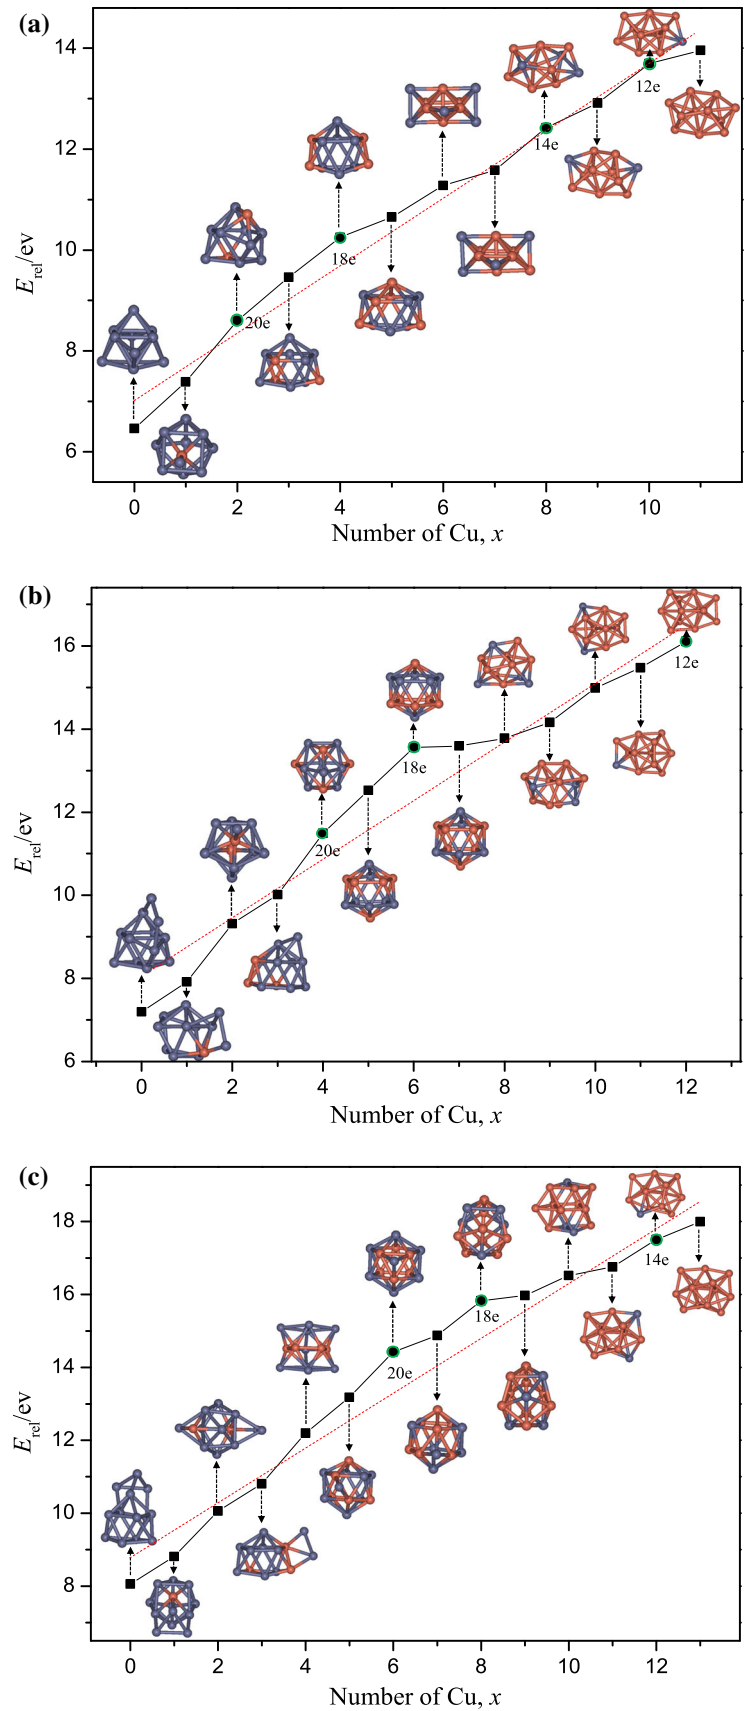 (a)
14
12
10
8
6
E_rel/ev
20e
18e
14e
12e
0 2 4 6 8 10
Number of Cu, x
(b)
16
14
12
10
8
6
E_rel/ev
20e
18e
12e
0 2 4 6 8 10 12
Number of Cu, x
(c)
18
16
14
12
10
8
E_rel/ev
20e
18e
14e
0 2 4 6 8 10 12
Number of Cu, x